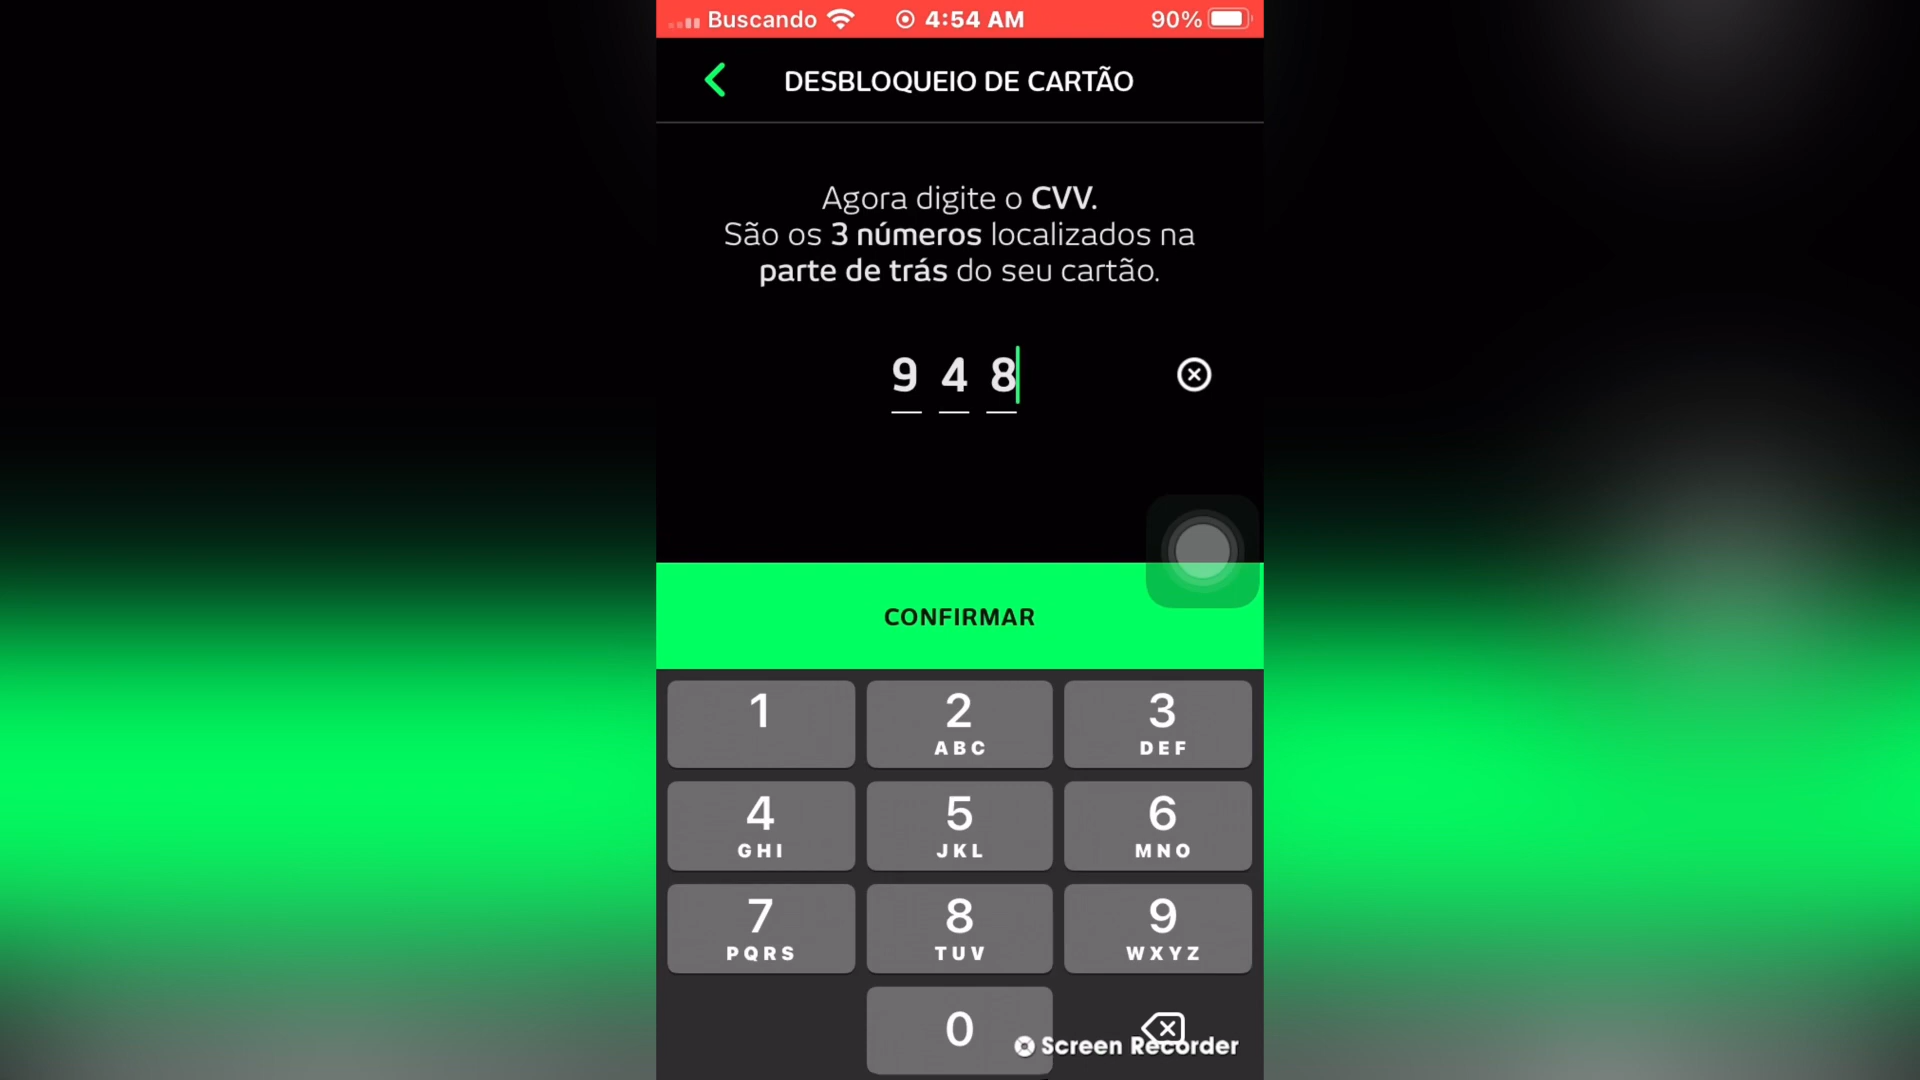 Buscando 4:54 AM 90%
DESBLOQUEIO DE CARTÃO
Agora digite o CVV.
São os 3 números localizados na
parte de trás do seu cartão.
9 4 8
CONFIRMAR
1 2 3
ABC DEF
4 5 6
GHI JKL MNO
7 8 9
PQRS TUV WXYZ
0
Screen Recorder